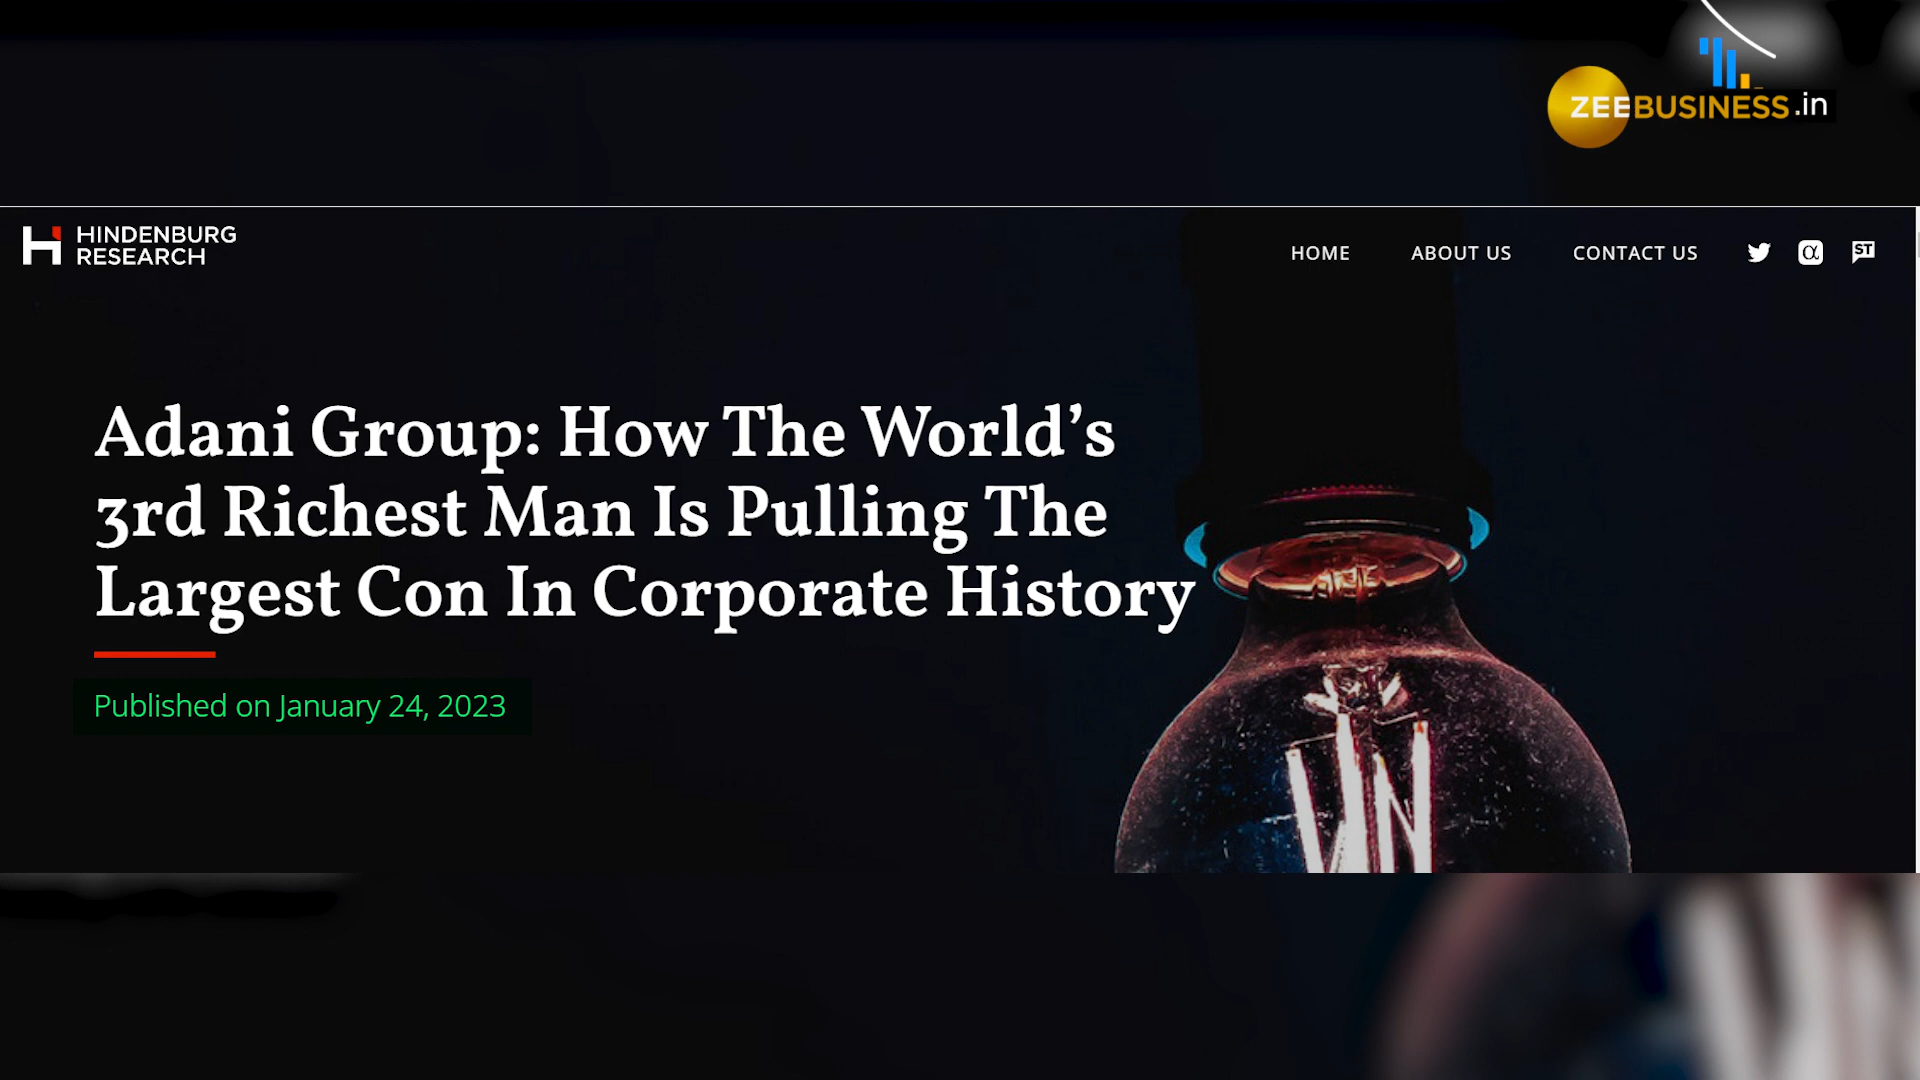 ZEEBUSINESS.in
HINDENBURG
RESEARCH
HOME ABOUT US CONTACT US α ST
Adani Group: How The World’s
3rd Richest Man Is Pulling The
Largest Con In Corporate History
Published on January 24, 2023